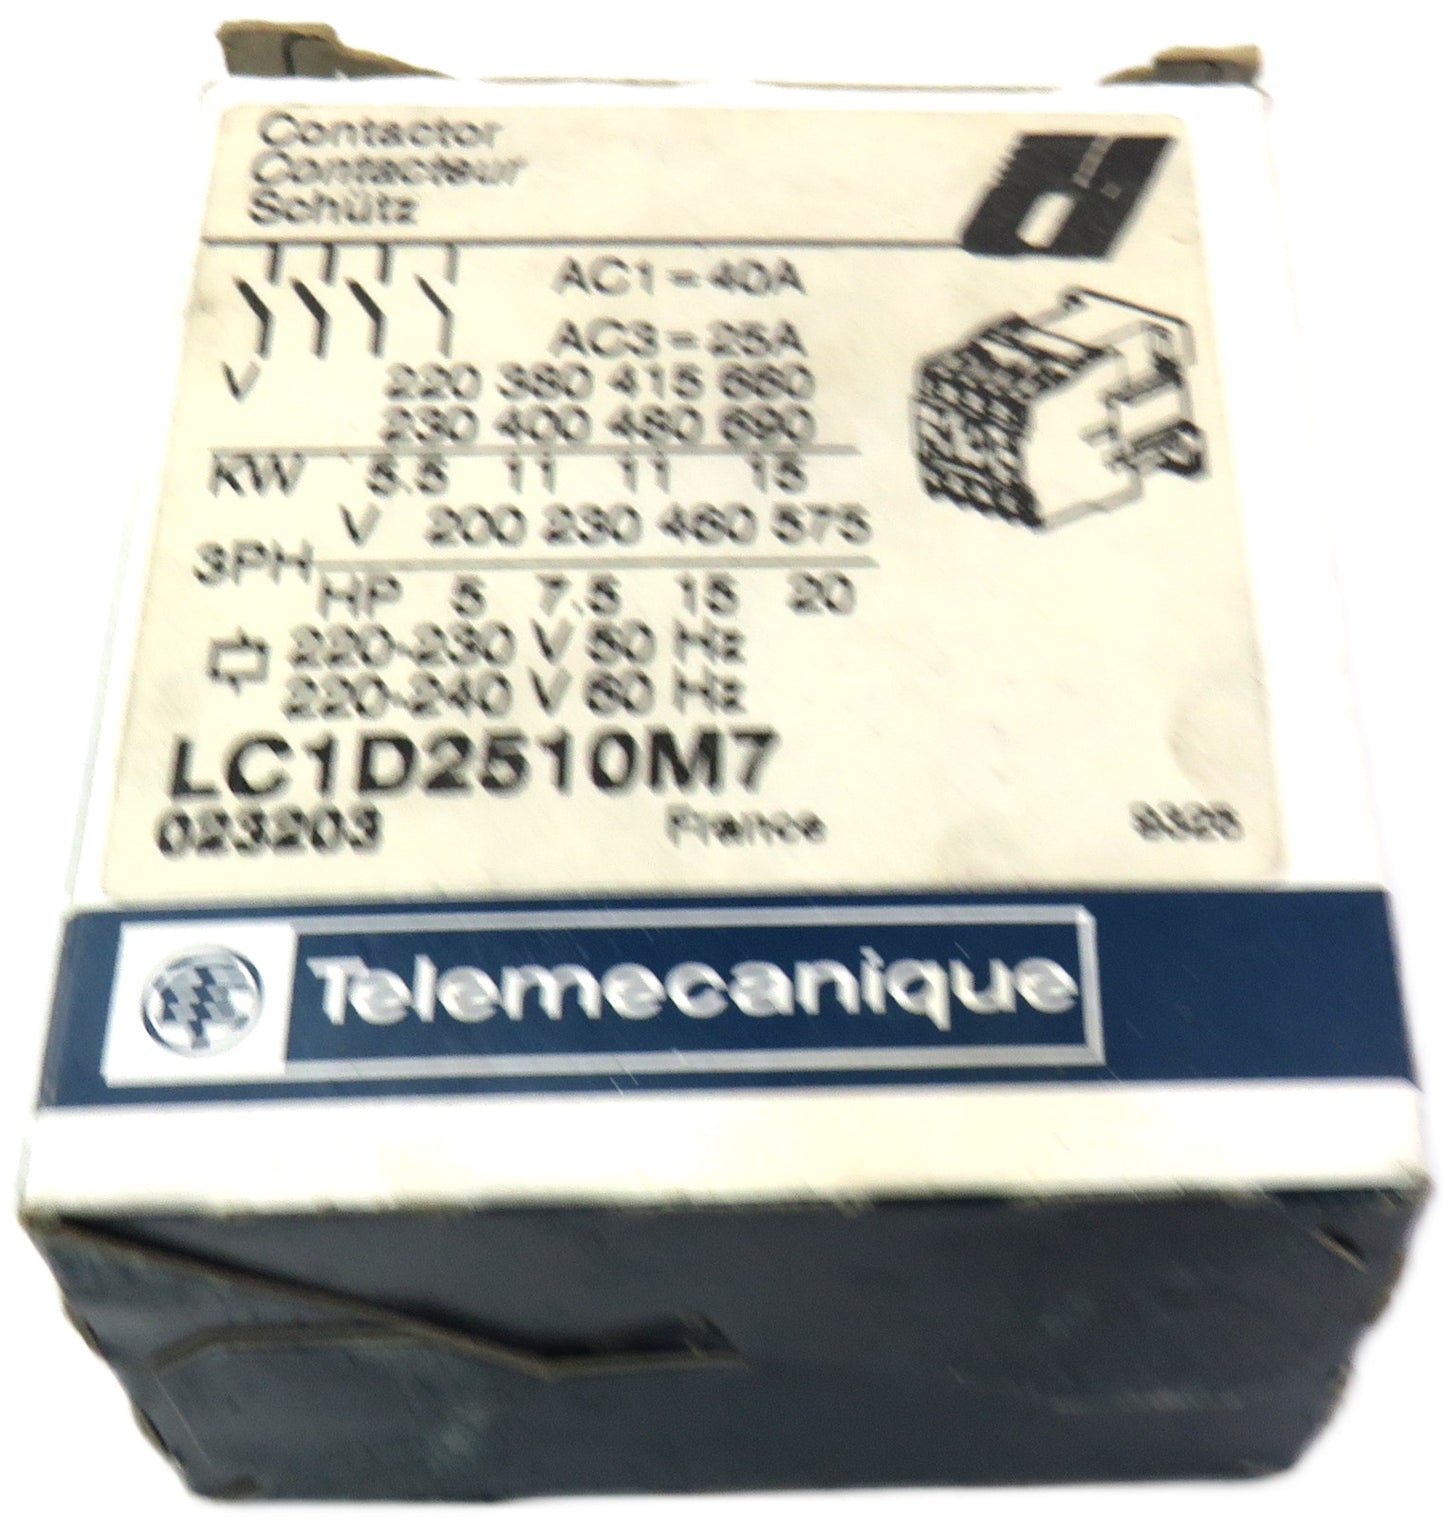 Contactor
Contacteur
Schütz
AC1 = 40A
AC3 = 25A
V 220 380 415 660
230 400 480 690
KW 5.5 11 11 15
V 200 230 460 575
3PH
HP 5 7.5 15 20
220-230 V 50 Hz
220-240 V 60 Hz
LC1D2510M7
023203 France
Telemecanique